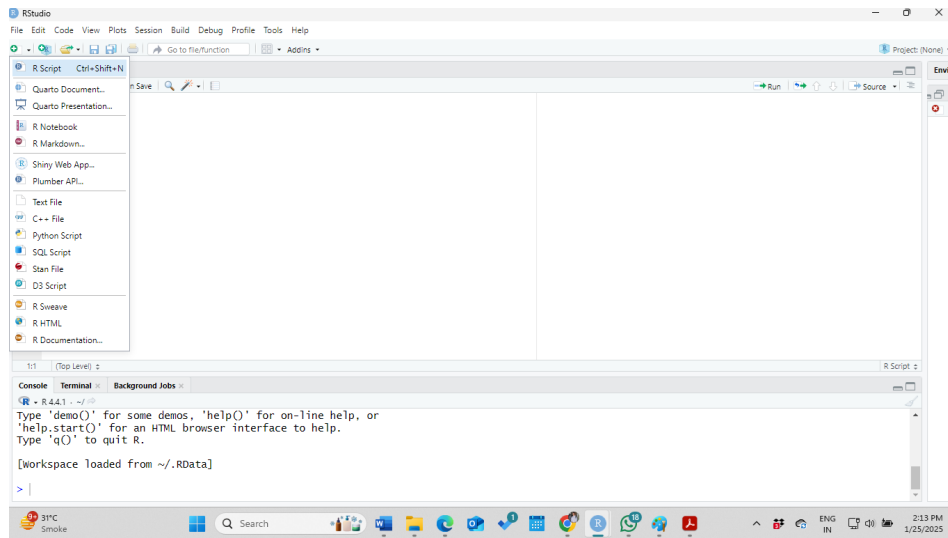 RStudio
File Edit Code View Plots Session Build Debug Profile Tools Help
Go to file/function Addins Project: (None)
R Script Ctrl+Shift+N
Envi
n Save Run Source
Quarto Document...
Quarto Presentation...
R Notebook
R Markdown...
Shiny Web App...
Plumber API...
Text File
C++ File
Python Script
SQL Script
Stan File
D3 Script
R Sweave
R HTML
R Documentation...
1:1 (Top Level) R Script
Console Terminal Background Jobs
R 4.4.1 · ~/
Type 'demo()' for some demos, 'help()' for on-line help, or
'help.start()' for an HTML browser interface to help.
Type 'q()' to quit R.
[Workspace loaded from ~/.RData]
>
9+ 31°C
Smoke
Search
18
ENG
IN
2:13 PM
1/25/2025